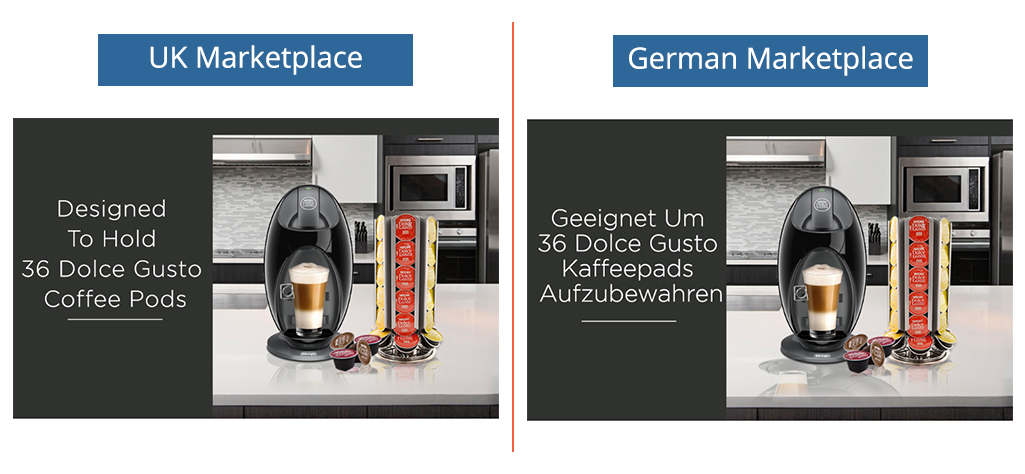 UK Marketplace
Designed
To Hold
36 Dolce Gusto
Coffee Pods
German Marketplace
Geeignet Um
36 Dolce Gusto
Kaffeepads
Aufzubewahren